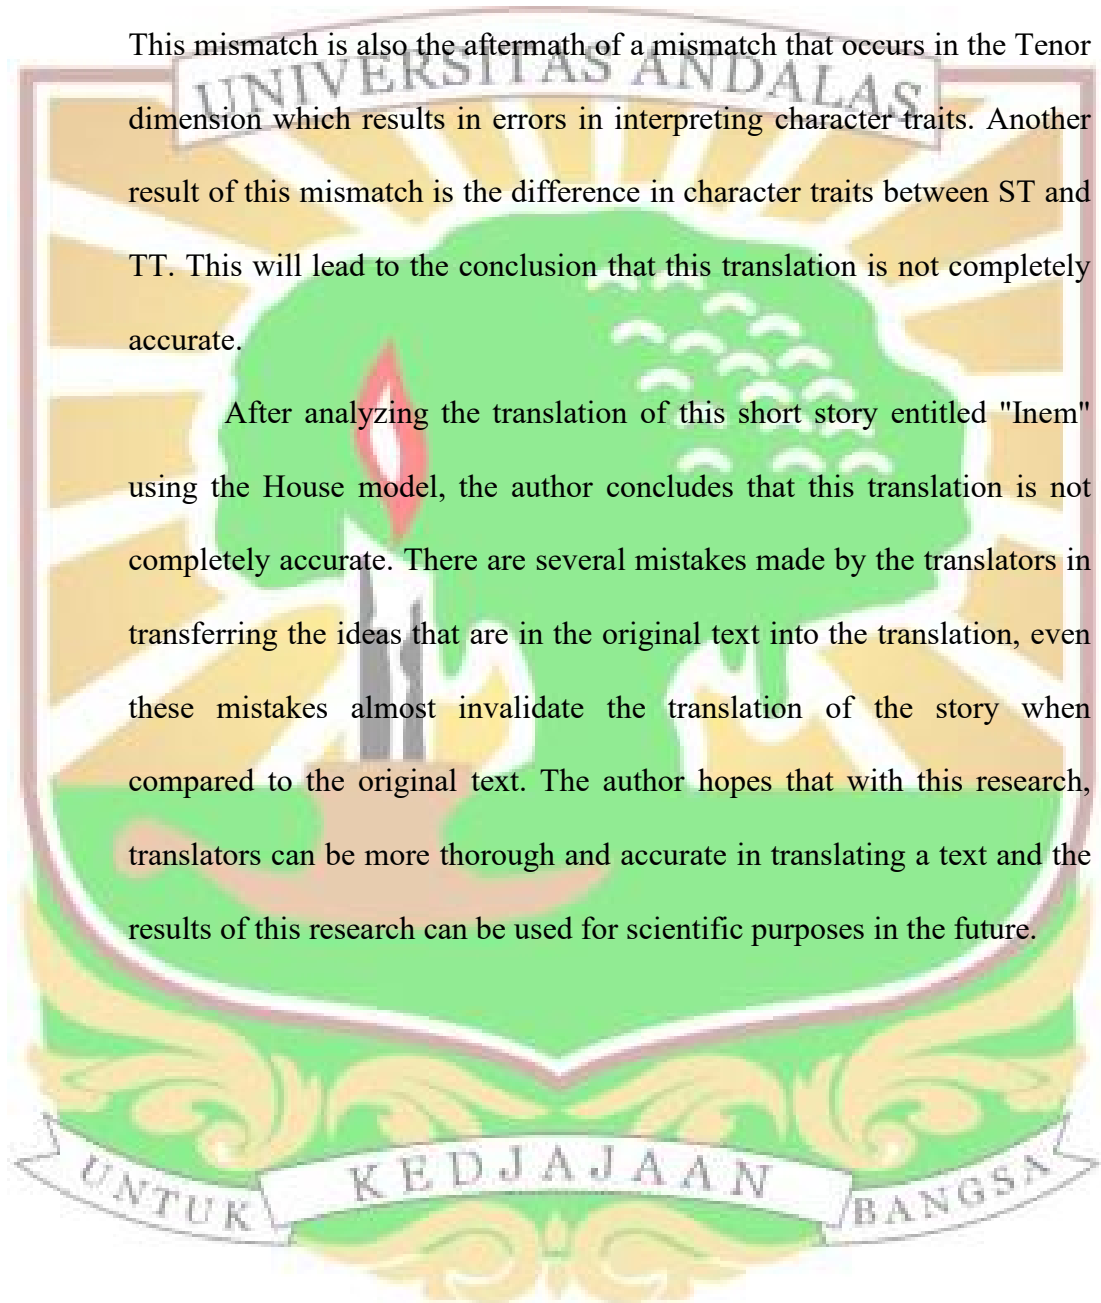 This mismatch is also the aftermath of a mismatch that occurs in the Tenor
UNIVERSITAS ANDALAS
dimension which results in errors in interpreting character traits. Another
result of this mismatch is the difference in character traits between ST and
TT. This will lead to the conclusion that this translation is not completely
accurate.
After analyzing the translation of this short story entitled "Inem"
using the House model, the author concludes that this translation is not
completely accurate. There are several mistakes made by the translators in
transferring the ideas that are in the original text into the translation, even
these mistakes almost invalidate the translation of the story when
compared to the original text. The author hopes that with this research,
translators can be more thorough and accurate in translating a text and the
results of this research can be used for scientific purposes in the future.
UNTUK KEDJAJAAN BANGSA